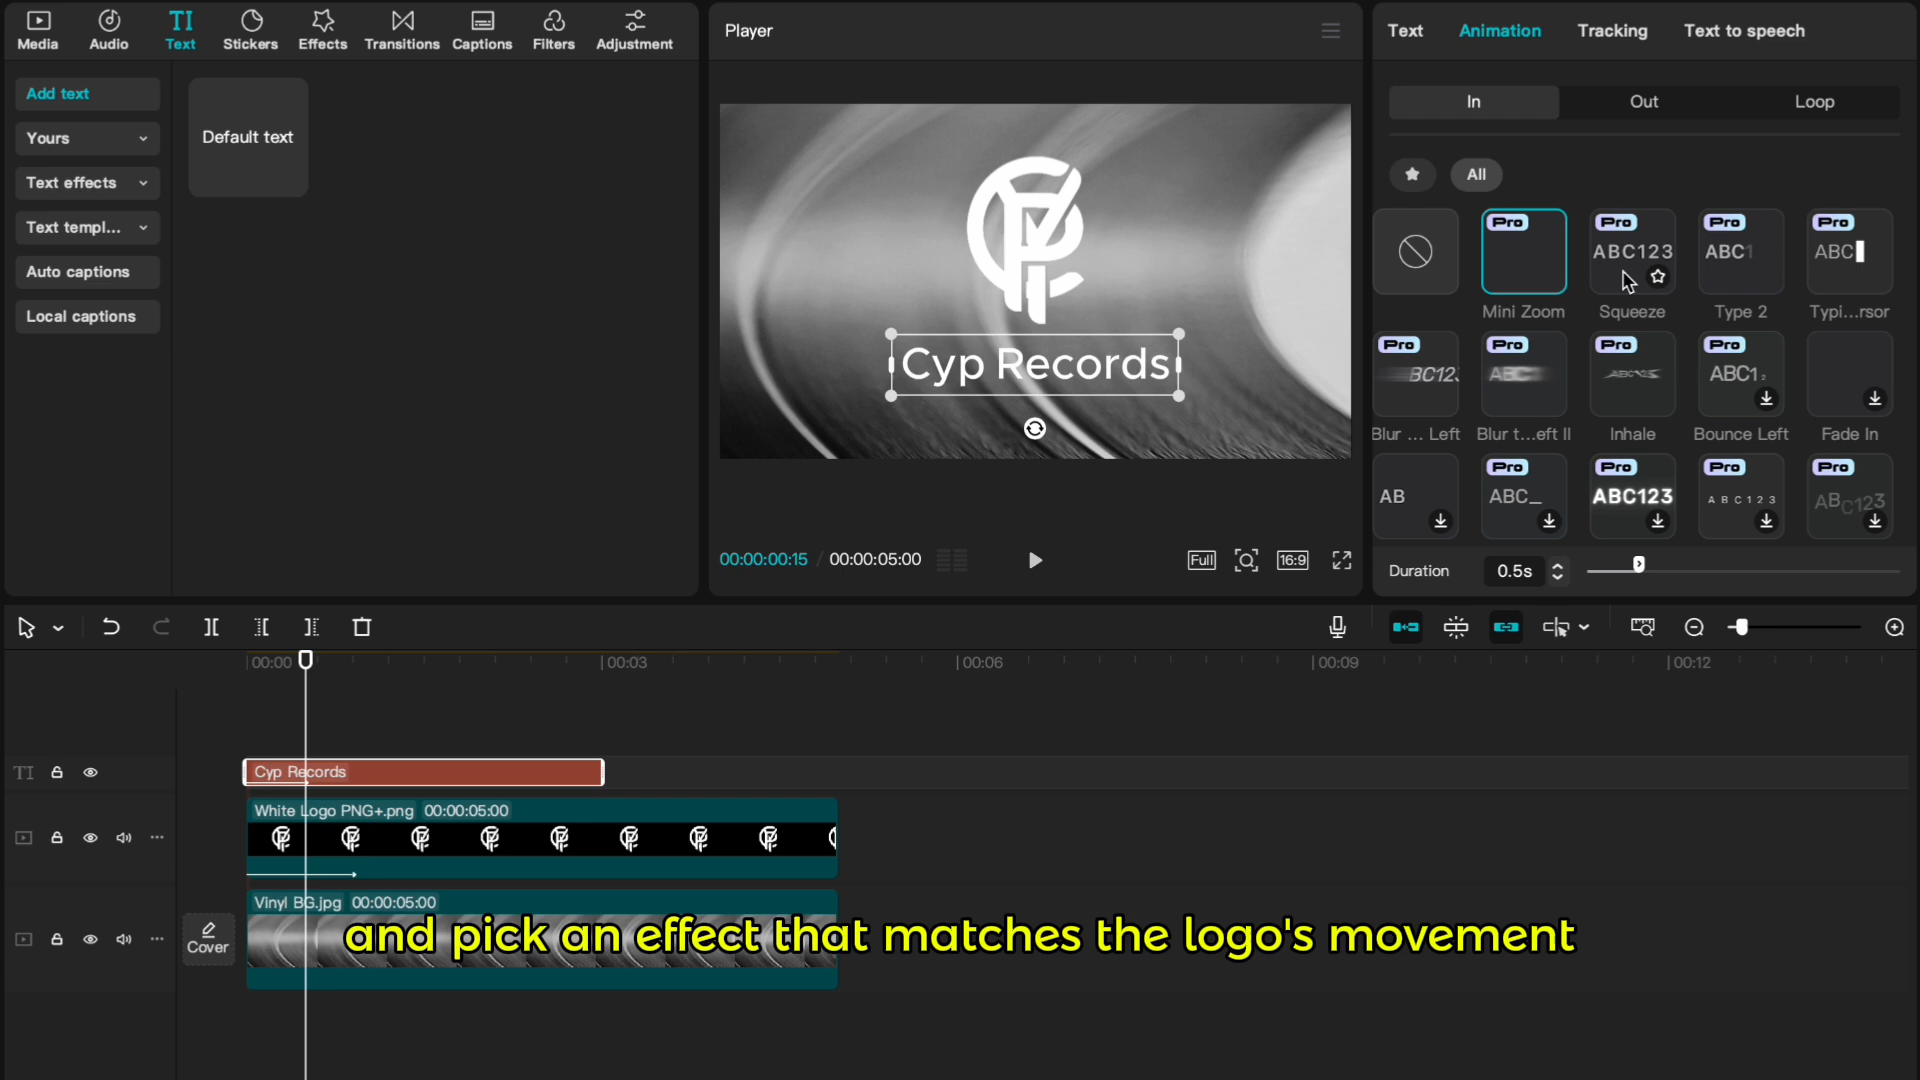 Media
Audio
TI
Text
Stickers
Effects
Transitions
Captions
Filters
Adjustment
Add text
Yours
Text effects
Text templ...
Auto captions
Local captions
Default text
Player
Cyp Records
00:00:00:15 / 00:00:05:00
Full
16:9
Text
Animation
Tracking
Text to speech
In
Out
Loop
All
Pro
Pro
ABC123
Pro
ABC1
Pro
ABC
Mini Zoom
Squeeze
Type 2
Typi...rsor
Pro
BC123
Pro
ABC
Pro
ABC123
Pro
ABC12
Blur ... Left
Blur t...eft II
Inhale
Bounce Left
Fade In
AB
Pro
ABC_
Pro
ABC123
Pro
ABC123
Pro
ABC123
Duration
0.5s
00:00
00:03
00:06
00:09
00:12
TI
Cyp Records
White Logo PNG+.png 00:00:05:00
Vinyl BG.jpg 00:00:05:00
Cover
and pick an effect that matches the logo's movement